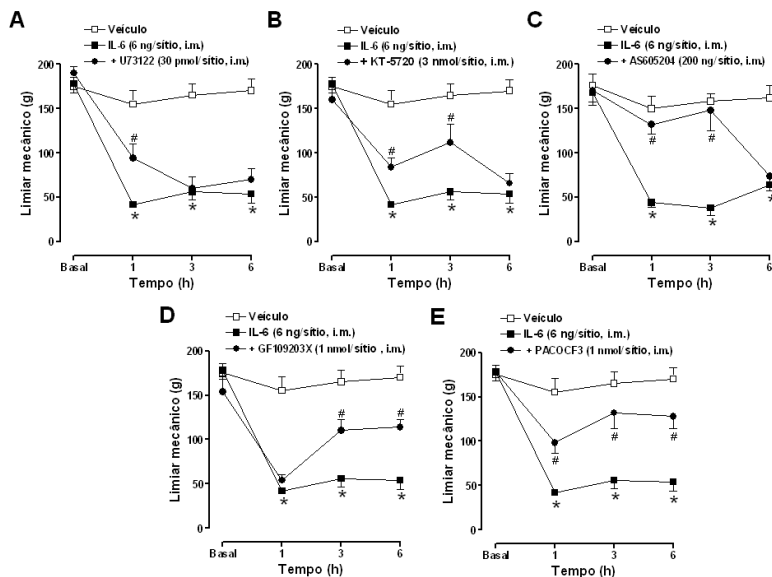 A
Veículo
IL-6 (6 ng/sítio, i.m.)
+ U73122 (30 pmol/sítio, i.m.)
Limiar mecânico (g)
200
150
100
50
0
#
*
*
*
Basal
1
3
6
Tempo (h)
B
Veículo
IL-6 (6 ng/sítio, i.m.)
+ KT-5720 (3 nmol/sítio, i.m.)
Limiar mecânico (g)
200
150
100
50
0
#
#
*
*
*
Basal
1
3
6
Tempo (h)
C
Veículo
IL-6 (6 ng/sítio, i.m.)
+ AS605204 (200 ng/sítio, i.m.)
Limiar mecânico (g)
200
150
100
50
0
#
#
*
*
*
Basal
1
3
6
Tempo (h)
D
Veículo
IL-6 (6 ng/sítio, i.m.)
+ GF109203X (1 nmol/sítio , i.m.)
Limiar mecânico (g)
200
150
100
50
0
#
#
*
*
*
Basal
1
3
6
Tempo (h)
E
Veículo
IL-6 (6 ng/sítio, i.m.)
+ PACOCF3 (1 nmol/sítio, i.m.)
Limiar mecânico (g)
200
150
100
50
0
#
#
#
*
*
*
Basal
1
3
6
Tempo (h)